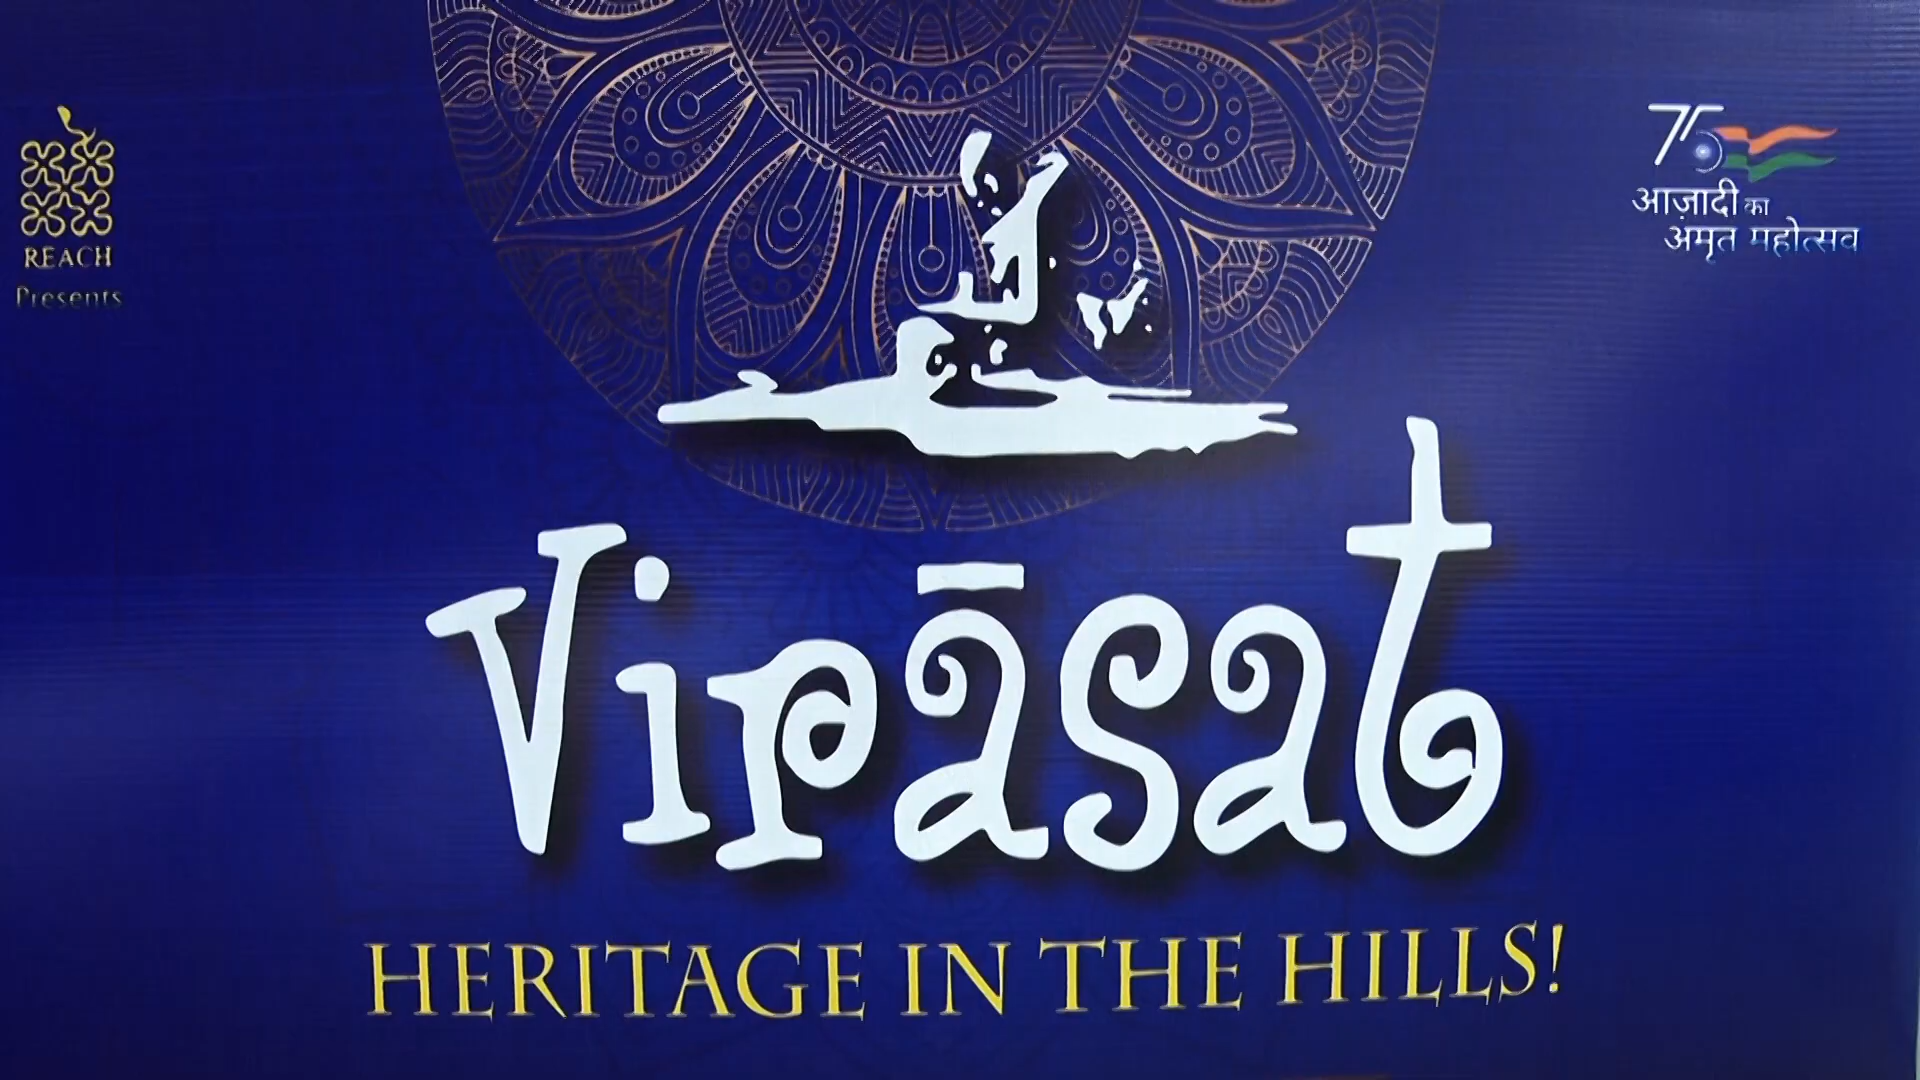 REACH
Presents
75
आज़ादी का
अमृत महोत्सव
Virāsat
HERITAGE IN THE HILLS!